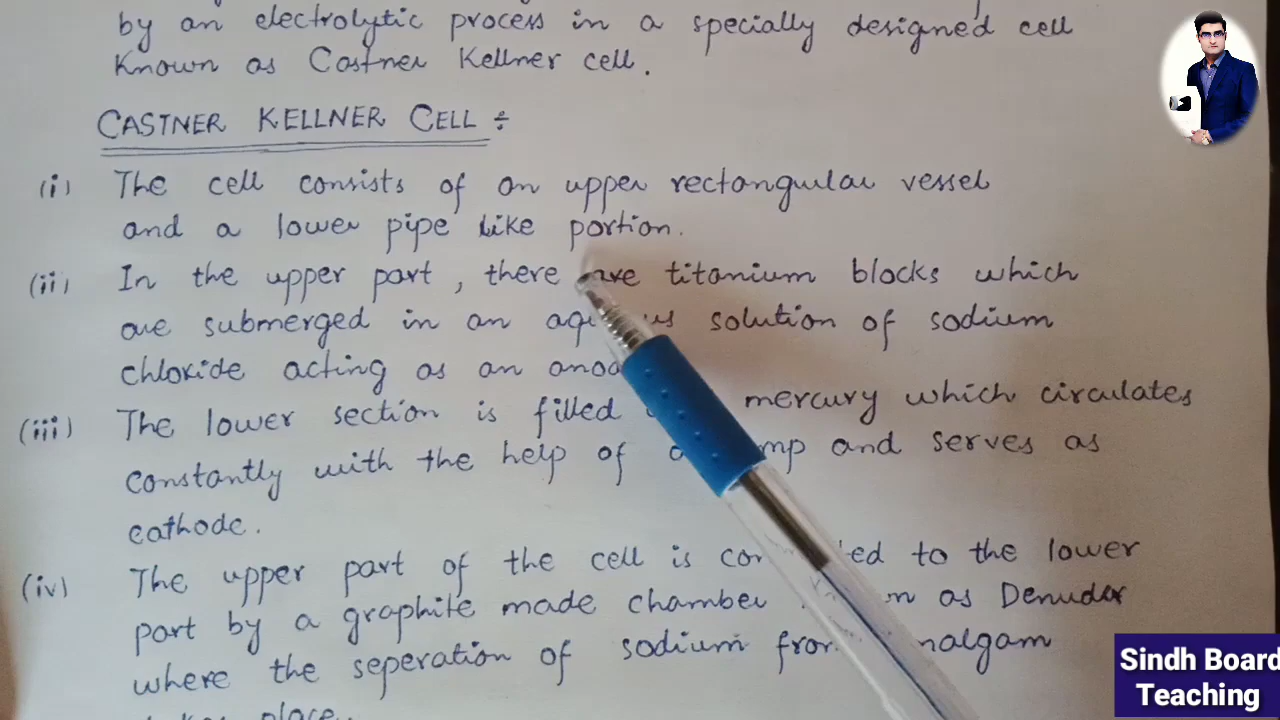 by an electrolytic process in a specially designed cell
Known as Castner Kellner cell.
CASTNER KELLNER CELL :
(i) The cell consists of an upper rectangular vessel
and a lower pipe like portion.
(ii) In the upper part, there are titanium blocks which
are submerged in an solution of sodium
chloride acting as an
(iii) The lower section is filled mercury which circulates
constantly with the help of and serves as
cathode.
(iv) The upper part of the cell is to the lower
part by a graphite made chamber as Denuder
where the seperation of sodium from
place.
Sindh Board
Teaching